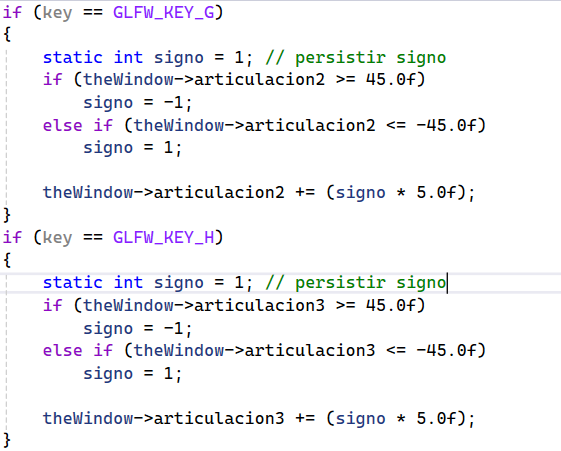 if (key == GLFW_KEY_G)
{
    static int signo = 1; // persistir signo
    if (theWindow->articulacion2 >= 45.0f)
        signo = -1;
    else if (theWindow->articulacion2 <= -45.0f)
        signo = 1;

    theWindow->articulacion2 += (signo * 5.0f);
}
if (key == GLFW_KEY_H)
{
    static int signo = 1; // persistir signo
    if (theWindow->articulacion3 >= 45.0f)
        signo = -1;
    else if (theWindow->articulacion3 <= -45.0f)
        signo = 1;

    theWindow->articulacion3 += (signo * 5.0f);
}